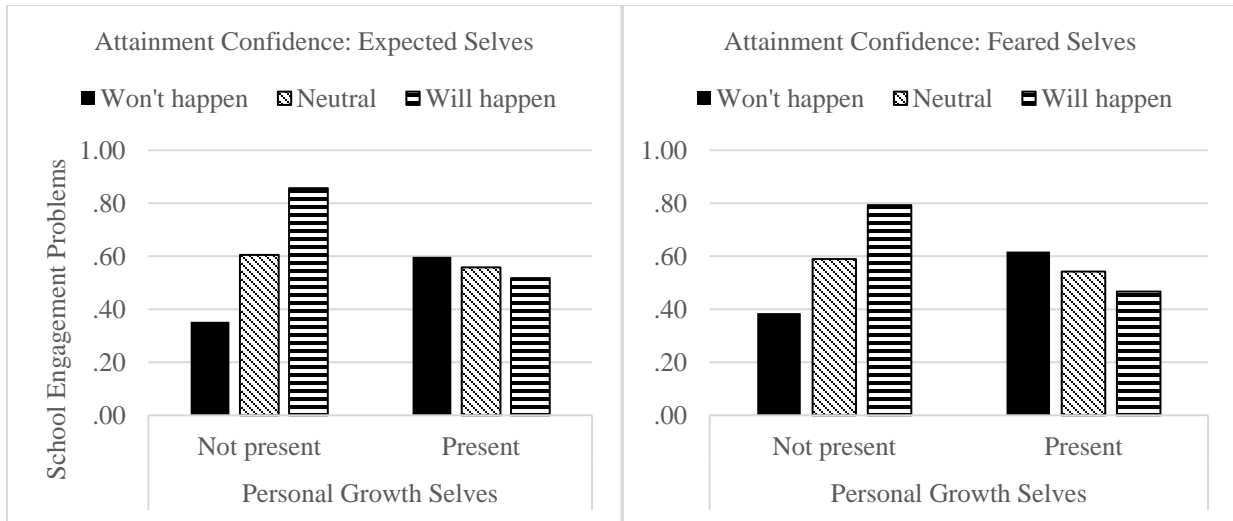 Attainment Confidence: Expected Selves
Won't happen Neutral Will happen
School Engagement Problems
1.00
.80
.60
.40
.20
.00
Not present Present
Personal Growth Selves
Attainment Confidence: Feared Selves
Won't happen Neutral Will happen
1.00
.80
.60
.40
.20
.00
Not present Present
Personal Growth Selves